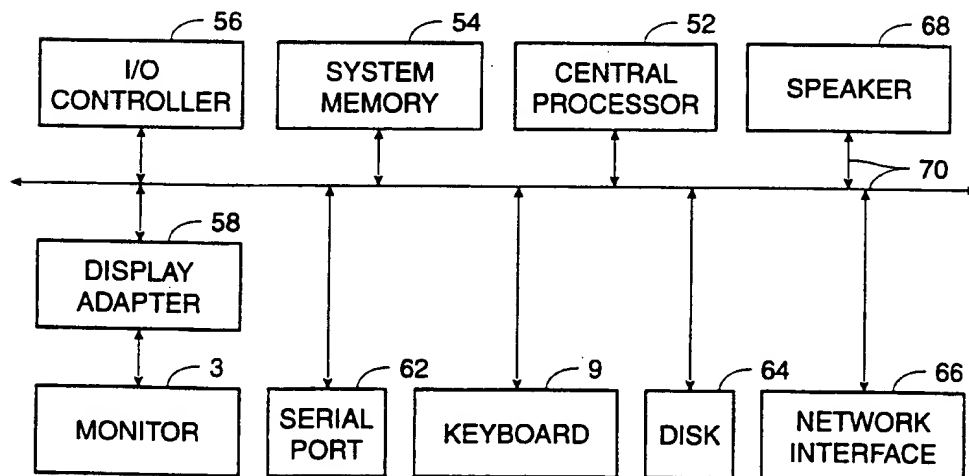 56
54
52
68
I/O
CONTROLLER
SYSTEM
MEMORY
CENTRAL
PROCESSOR
SPEAKER
70
58
DISPLAY
ADAPTER
3
62
9
64
66
MONITOR
SERIAL
PORT
KEYBOARD
DISK
NETWORK
INTERFACE